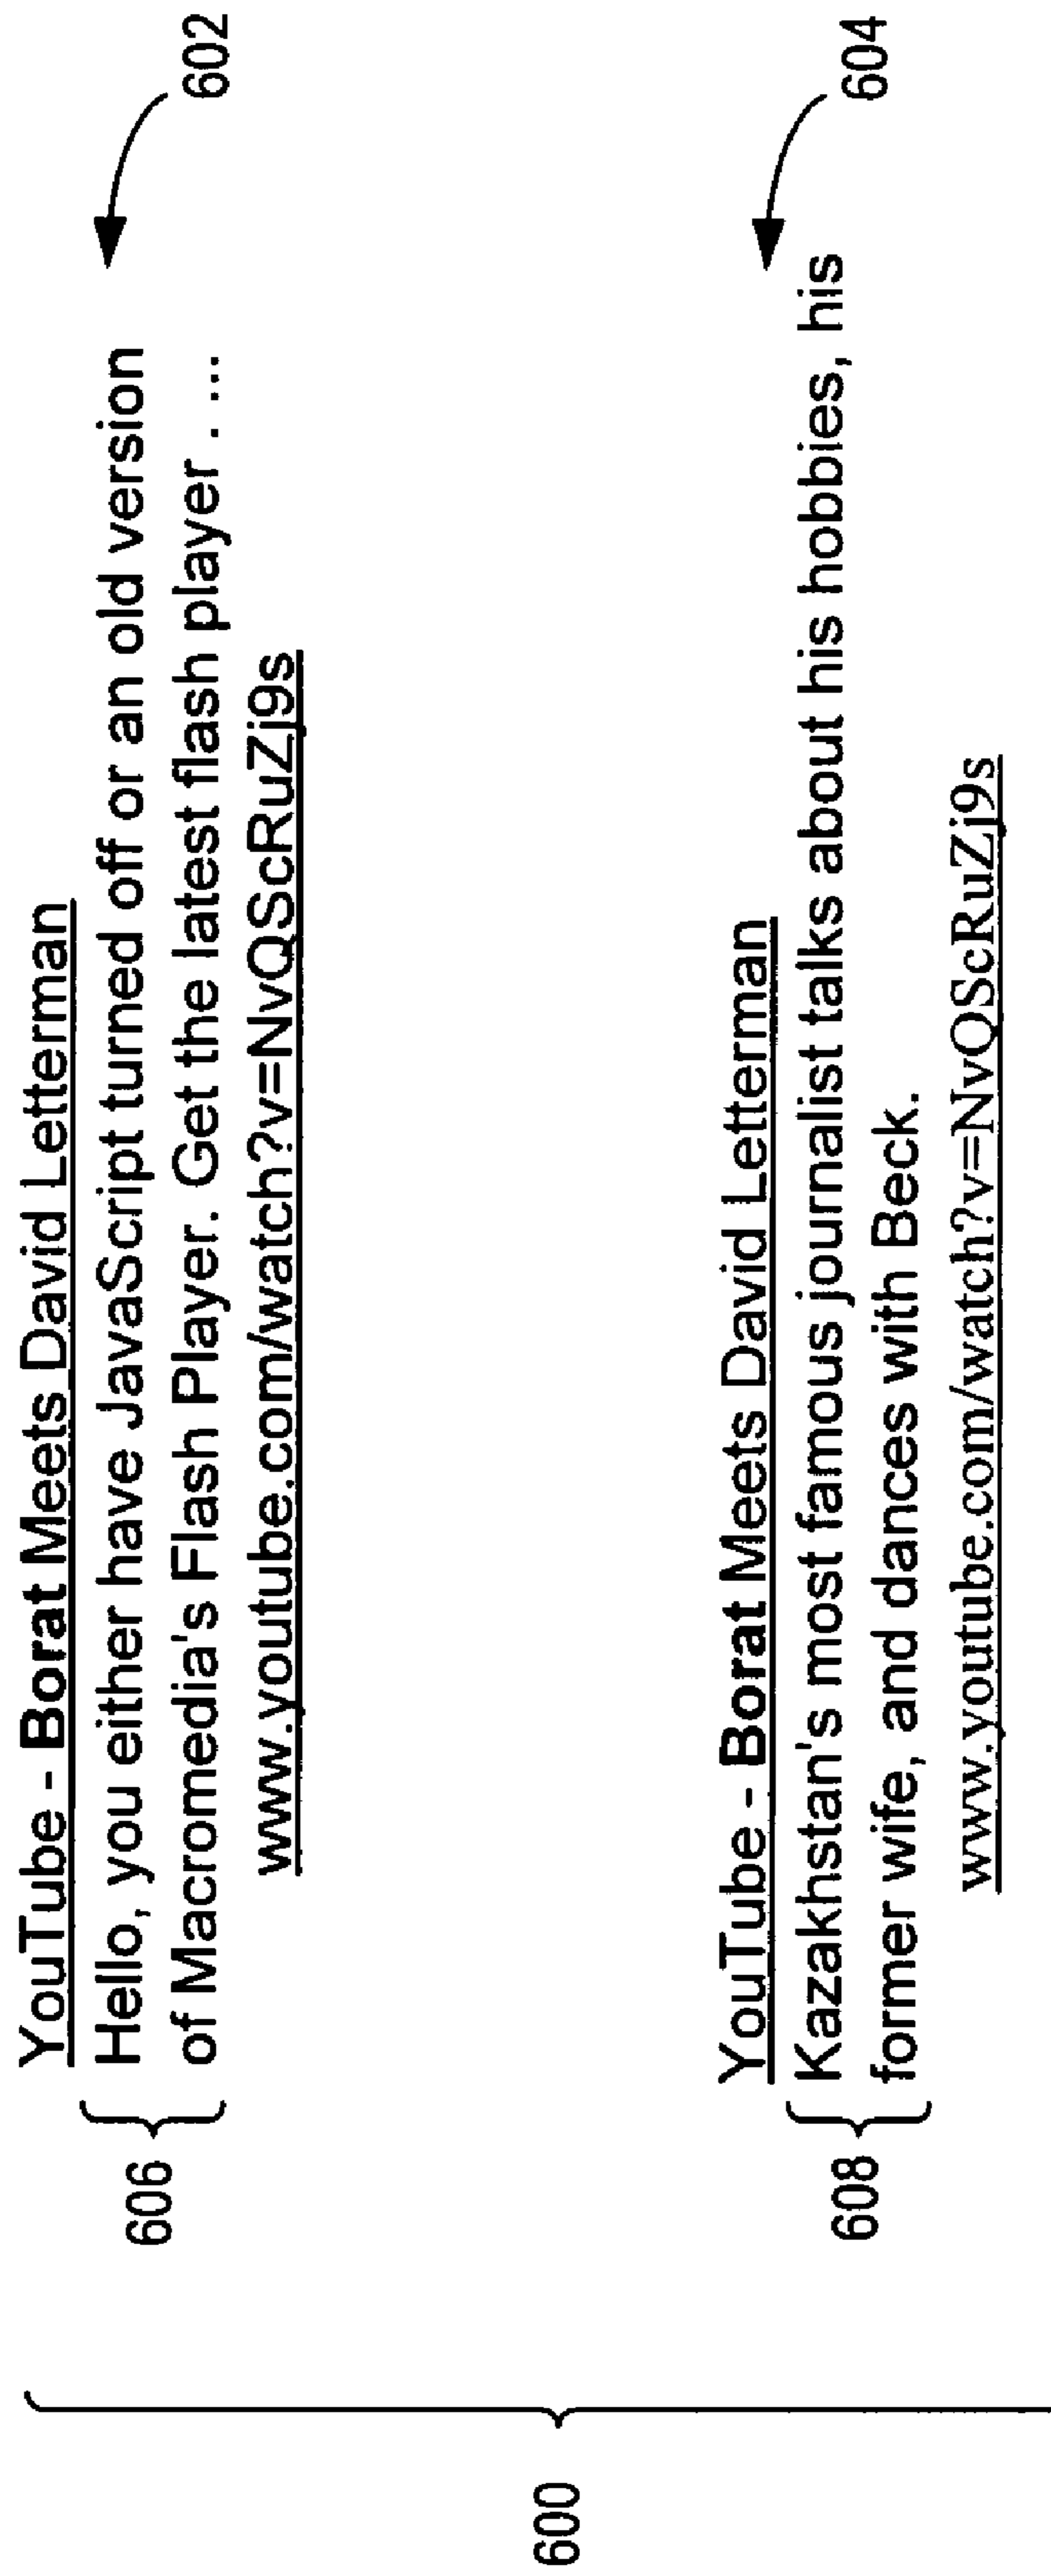 YouTube - Borat Meets David Letterman
Hello, you either have JavaScript turned off or an old version
of Macromedia's Flash Player. Get the latest flash player . ...
www.youtube.com/watch?v=NvQScRuZj9s
602
606
YouTube - Borat Meets David Letterman
Kazakhstan's most famous journalist talks about his hobbies, his
former wife, and dances with Beck.
www.youtube.com/watch?v=NvQScRuZj9s
604
608
600